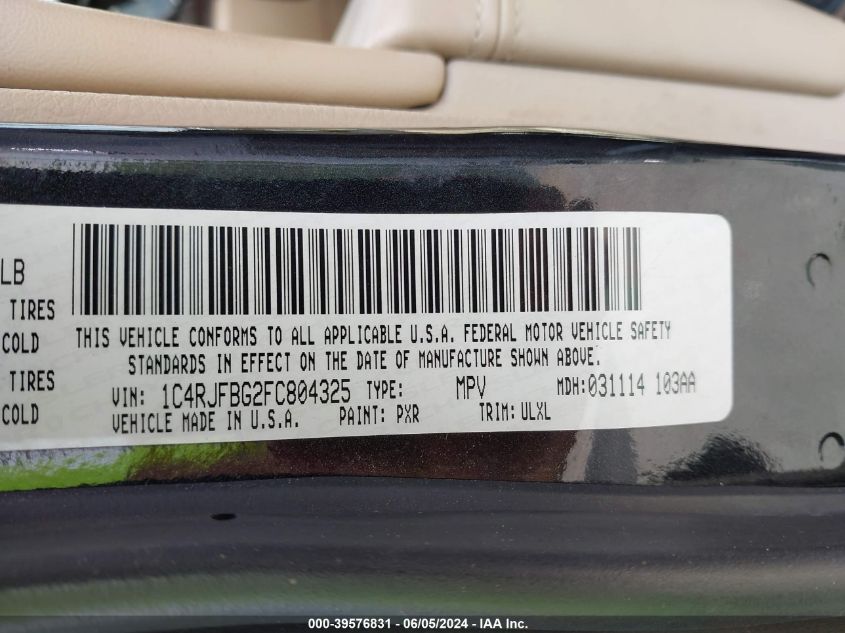 LB
TIRES
COLD
TIRES
COLD
THIS VEHICLE CONFORMS TO ALL APPLICABLE U.S.A. FEDERAL MOTOR VEHICLE SAFETY
STANDARDS IN EFFECT ON THE DATE OF MANUFACTURE SHOWN ABOVE.
VIN: 1C4RJFBG2FC804325 TYPE: MPV MDH:031114 103AA
VEHICLE MADE IN U.S.A. PAINT: PXR TRIM:ULXL
000-39576831 - 06/05/2024 - IAA Inc.